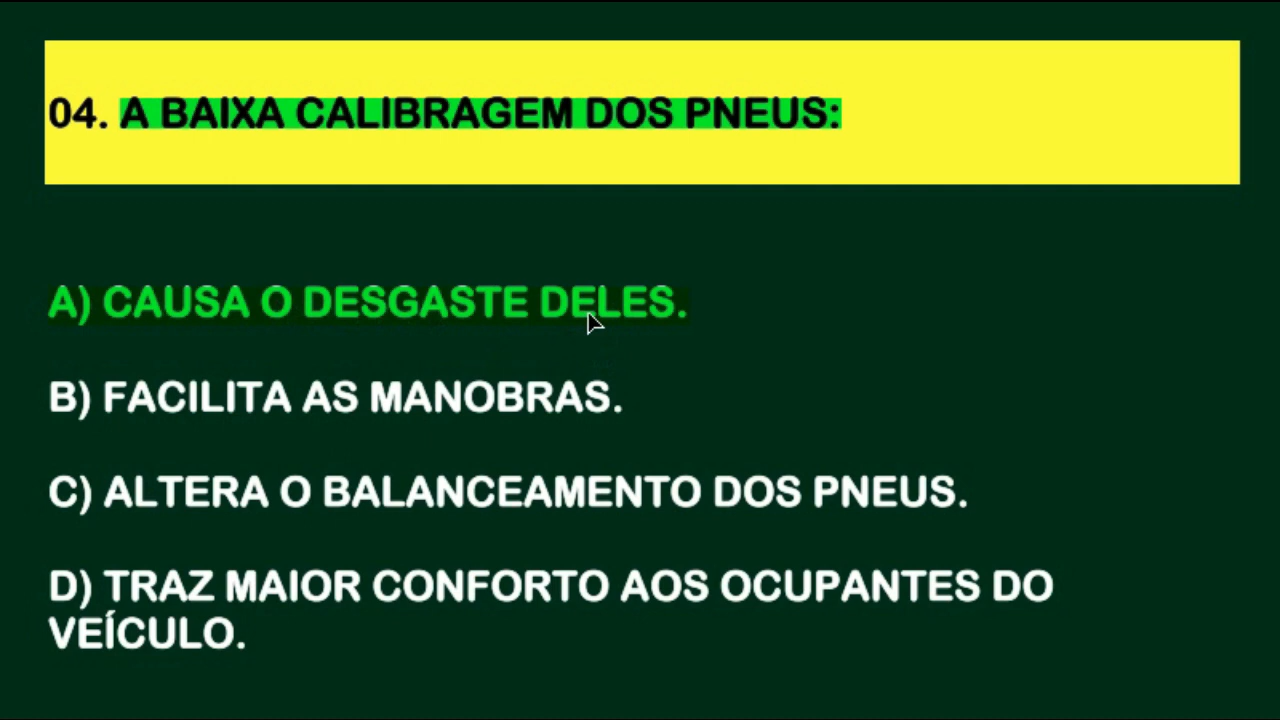 04. A BAIXA CALIBRAGEM DOS PNEUS:
A) CAUSA O DESGASTE DELES.
B) FACILITA AS MANOBRAS.
C) ALTERA O BALANCEAMENTO DOS PNEUS.
D) TRAZ MAIOR CONFORTO AOS OCUPANTES DO
VEÍCULO.